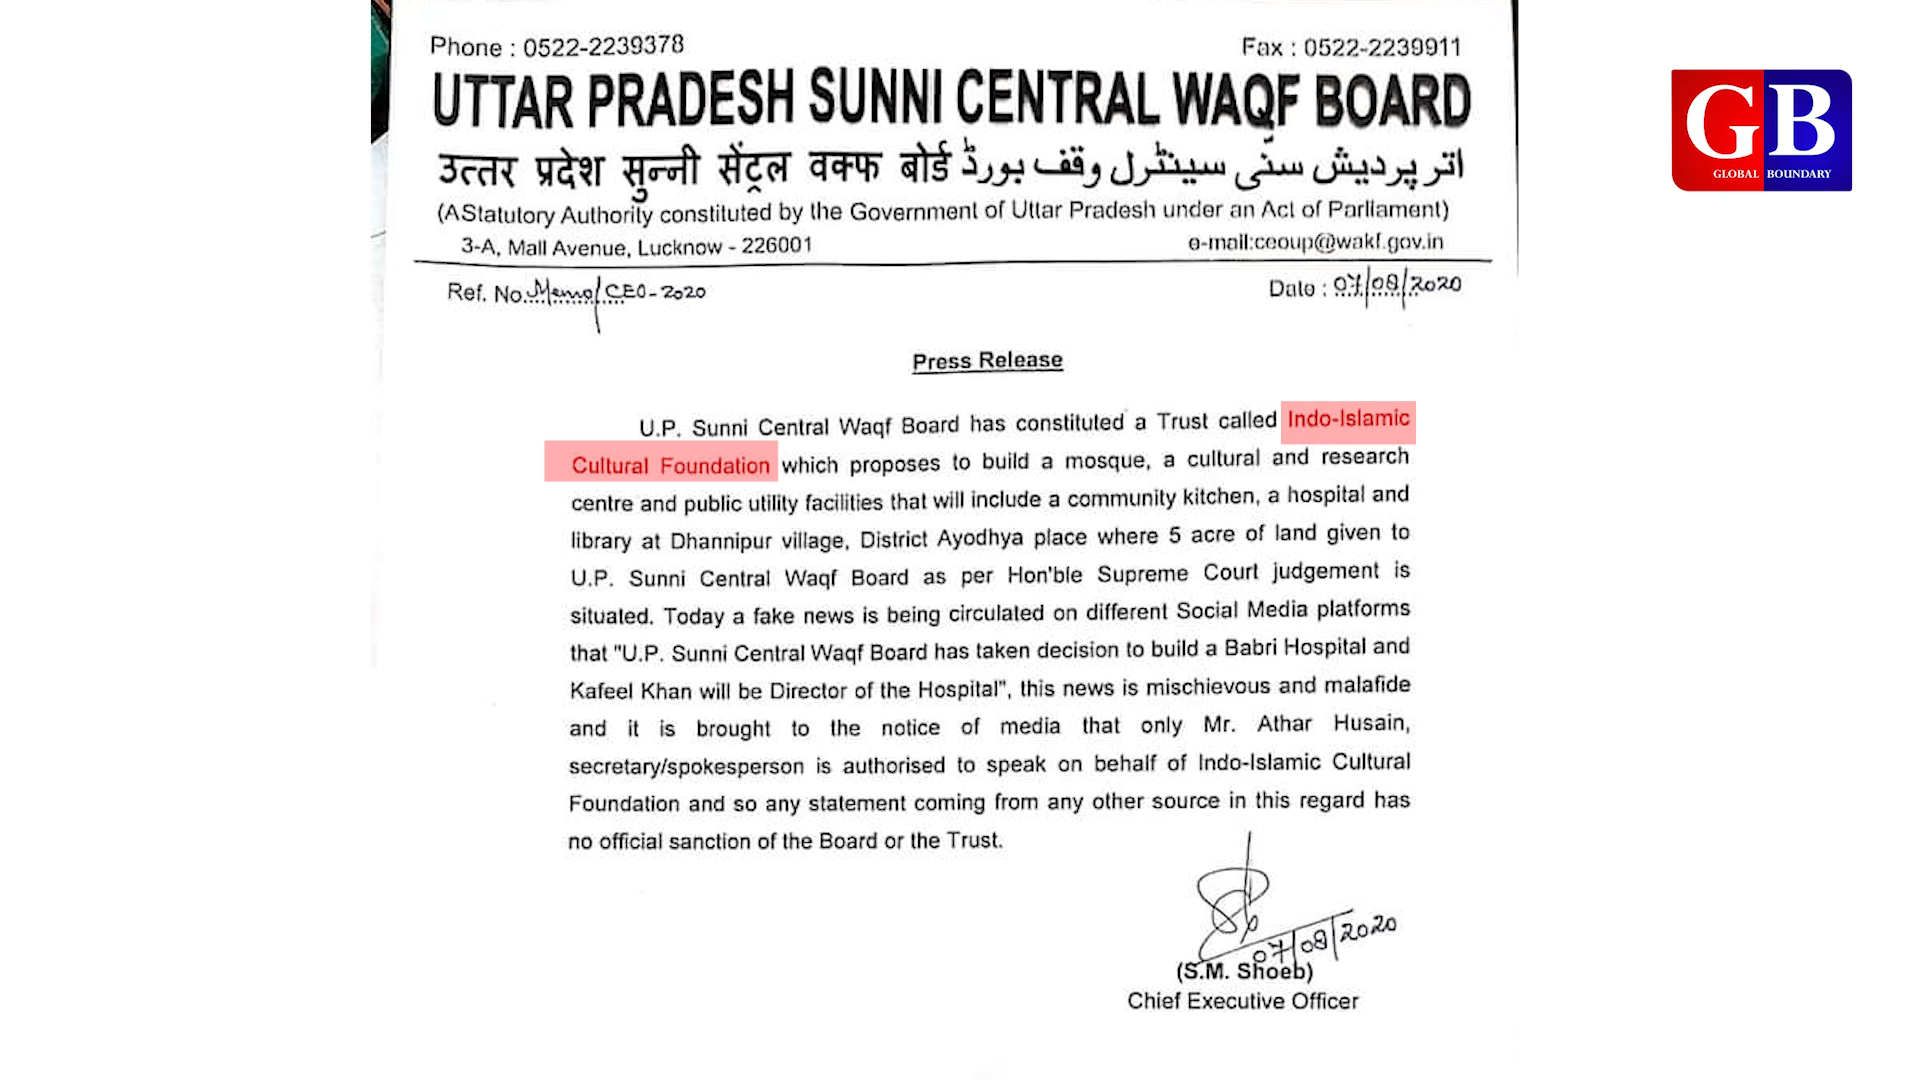 Phone : 0522-2239378 Fax : 0522-2239911
UTTAR PRADESH SUNNI CENTRAL WAQF BOARD
उत्तर प्रदेश सुन्नी सेंट्रल वक्फ बोर्ड اتر پردیش سنّی سینٹرل وقف بورڈ
(AStatutory Authority constituted by the Government of Uttar Pradesh under an Act of Parliament)
3-A, Mall Avenue, Lucknow - 226001 e-mail:ceoup@wakf.gov.in
Ref. No. Memo/CEO-2020 Date : 07/08/2020
Press Release
U.P. Sunni Central Waqf Board has constituted a Trust called Indo-Islamic
Cultural Foundation which proposes to build a mosque, a cultural and research
centre and public utility facilities that will include a community kitchen, a hospital and
library at Dhannipur village, District Ayodhya place where 5 acre of land given to
U.P. Sunni Central Waqf Board as per Hon'ble Supreme Court judgement is
situated. Today a fake news is being circulated on different Social Media platforms
that "U.P. Sunni Central Waqf Board has taken decision to build a Babri Hospital and
Kafeel Khan will be Director of the Hospital", this news is mischievous and malafide
and it is brought to the notice of media that only Mr. Athar Husain,
secretary/spokesperson is authorised to speak on behalf of Indo-Islamic Cultural
Foundation and so any statement coming from any other source in this regard has
no official sanction of the Board or the Trust.
07/08/2020
(S.M. Shoeb)
Chief Executive Officer
GB
GLOBAL BOUNDARY